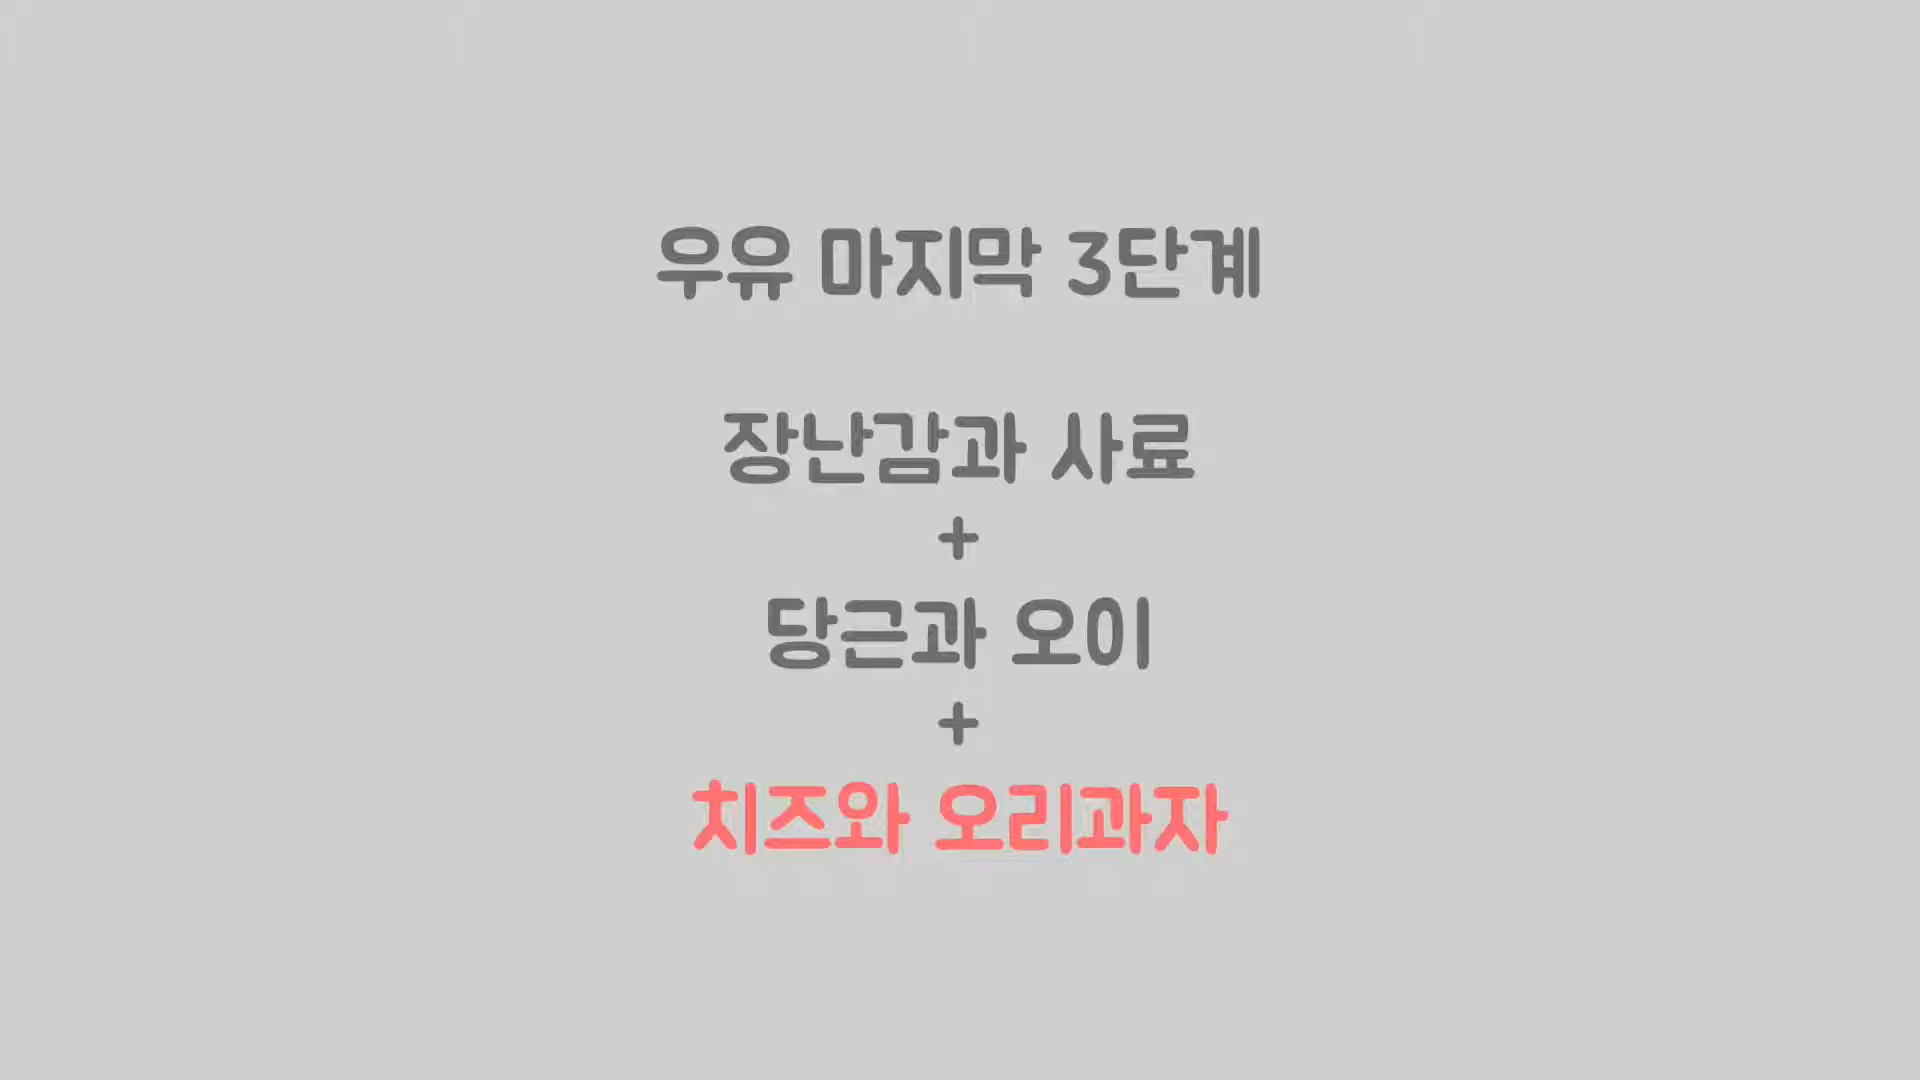 우유 마지막 3단계
장난감과 사료
+
당근과 오이
+
치즈와 오리과자